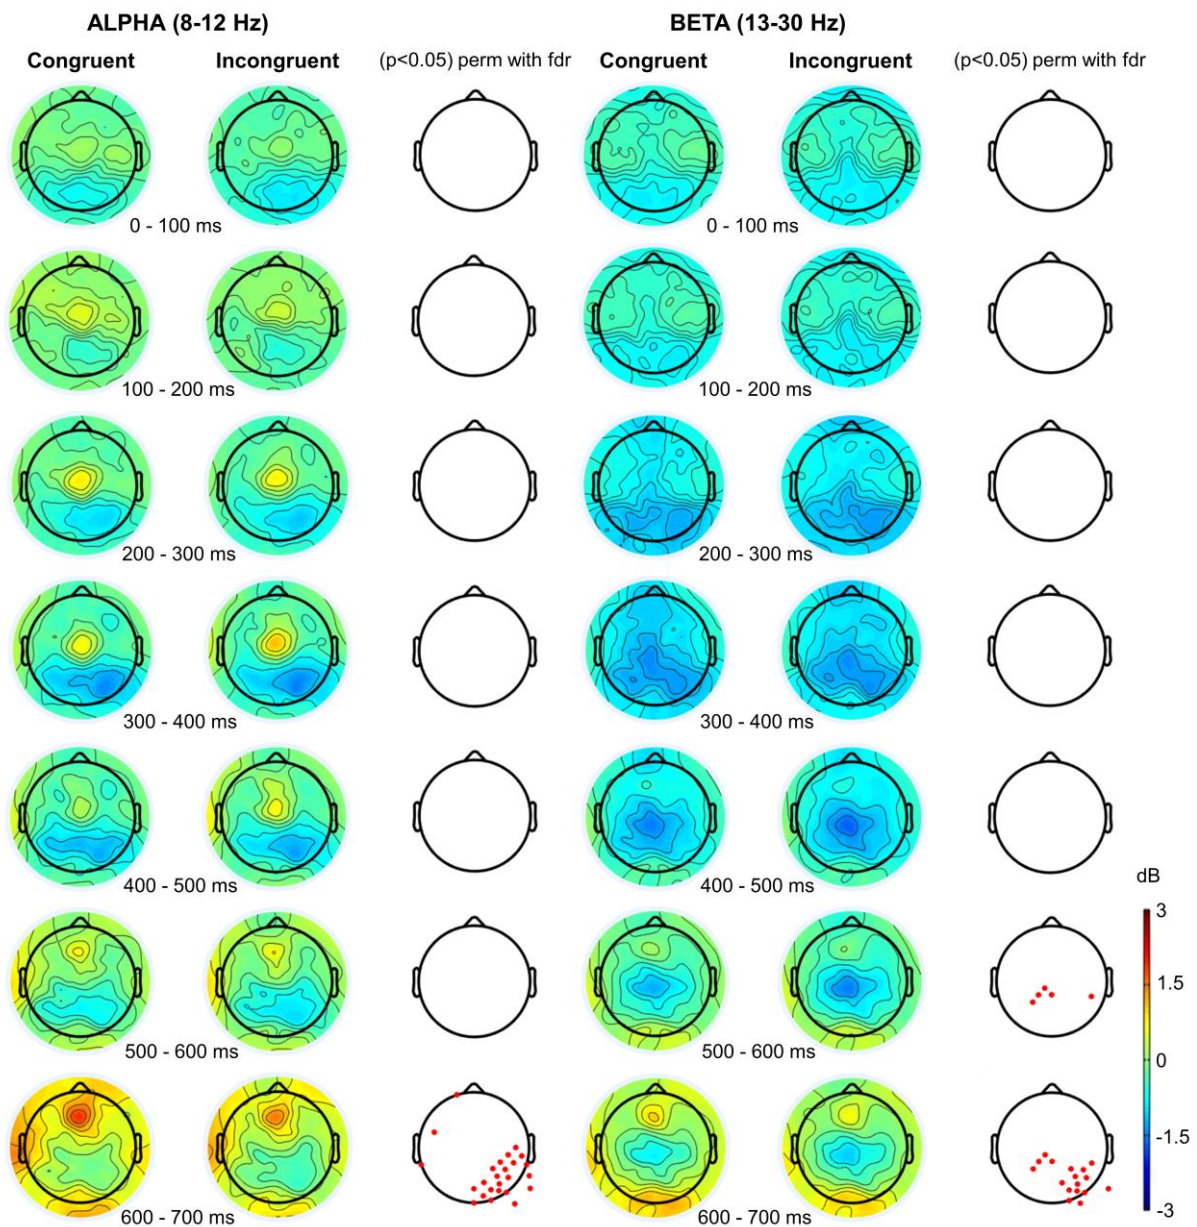 ALPHA (8-12 Hz) BETA (13-30 Hz)
Congruent Incongruent (p<0.05) perm with fdr Congruent Incongruent (p<0.05) perm with fdr
0 - 100 ms 0 - 100 ms
100 - 200 ms 100 - 200 ms
200 - 300 ms 200 - 300 ms
300 - 400 ms 300 - 400 ms
400 - 500 ms 400 - 500 ms
dB
3
1.5
0
-1.5
-3
500 - 600 ms 500 - 600 ms
600 - 700 ms 600 - 700 ms